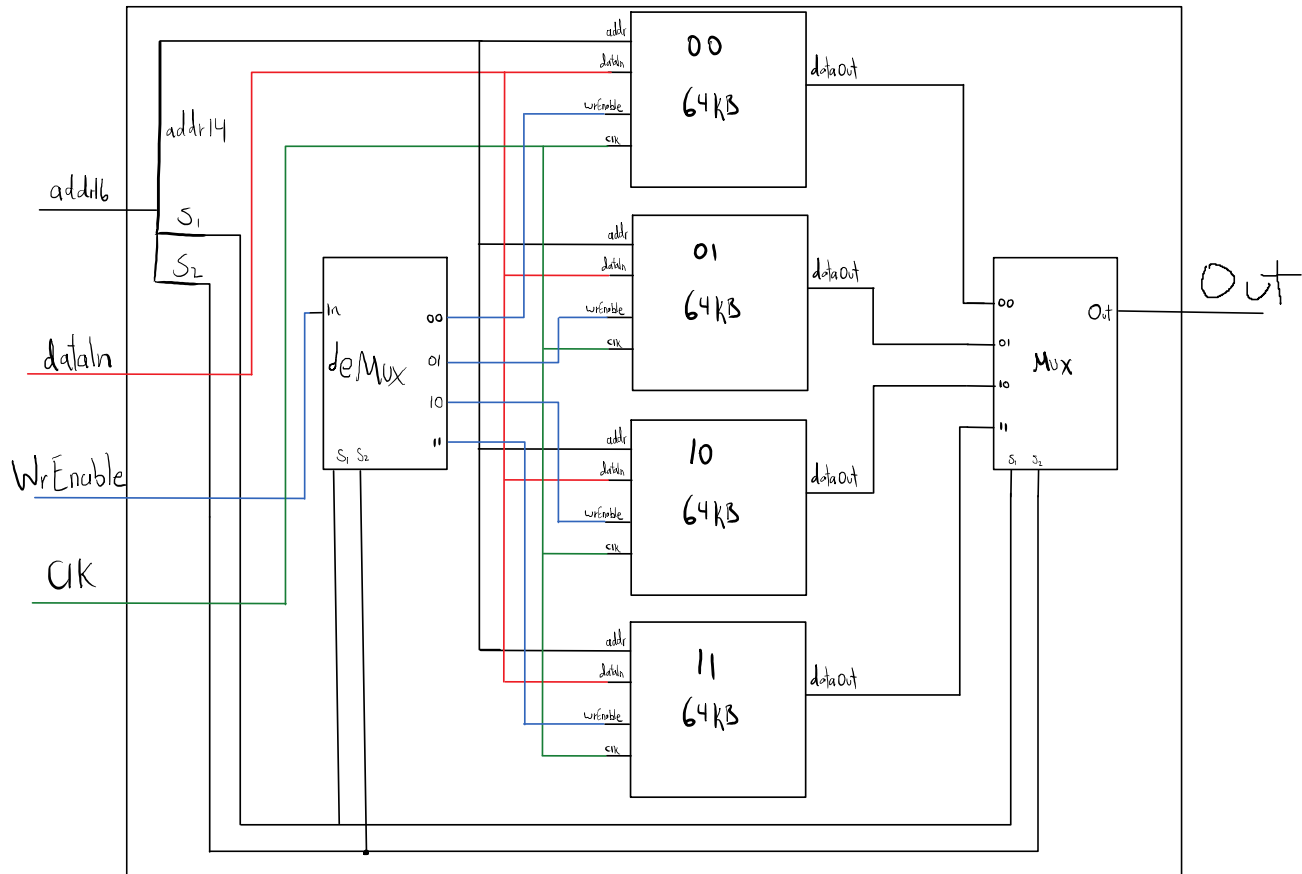 addr16
addr14
S1
S2
dataIn
WrEnable
Clk
In
deMux
00
01
10
11
S1 S2
addr
dataIn
wrEnable
clk
00
64kB
dataOut
addr
dataIn
wrEnable
clk
01
64kB
dataOut
addr
dataIn
wrEnable
clk
10
64kB
dataOut
addr
dataIn
wrEnable
clk
11
64kB
dataOut
00
01
10
11
Mux
Out
S1 S2
Out